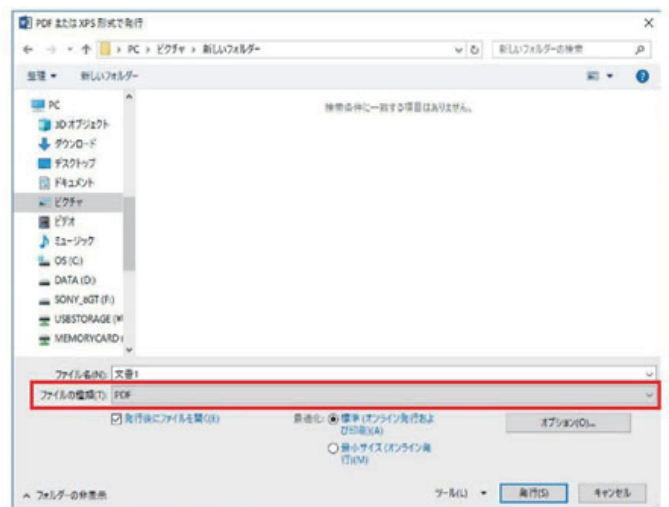 PDF または XPS 形式で発行
PC › ピクチャ › 新しいフォルダー
新しいフォルダーの検索
整理 新しいフォルダー
PC
3D オブジェクト
ダウンロード
デスクトップ
ドキュメント
ピクチャ
ビデオ
ミュージック
OS (C:)
DATA (D:)
SONY_8GT (F:)
USBSTORAGE (¥
MEMORYCARD (
検索条件に一致する項目はありません。
ファイル名(N): 文書1
ファイルの種類(T): PDF
発行後にファイルを開く(E)
最適化: 標準 (オンライン発行およ
び印刷)(A)
最小サイズ (オンライン発
行)(M)
オプション(O)...
フォルダーの非表示
ツール(L) 発行(S) キャンセル